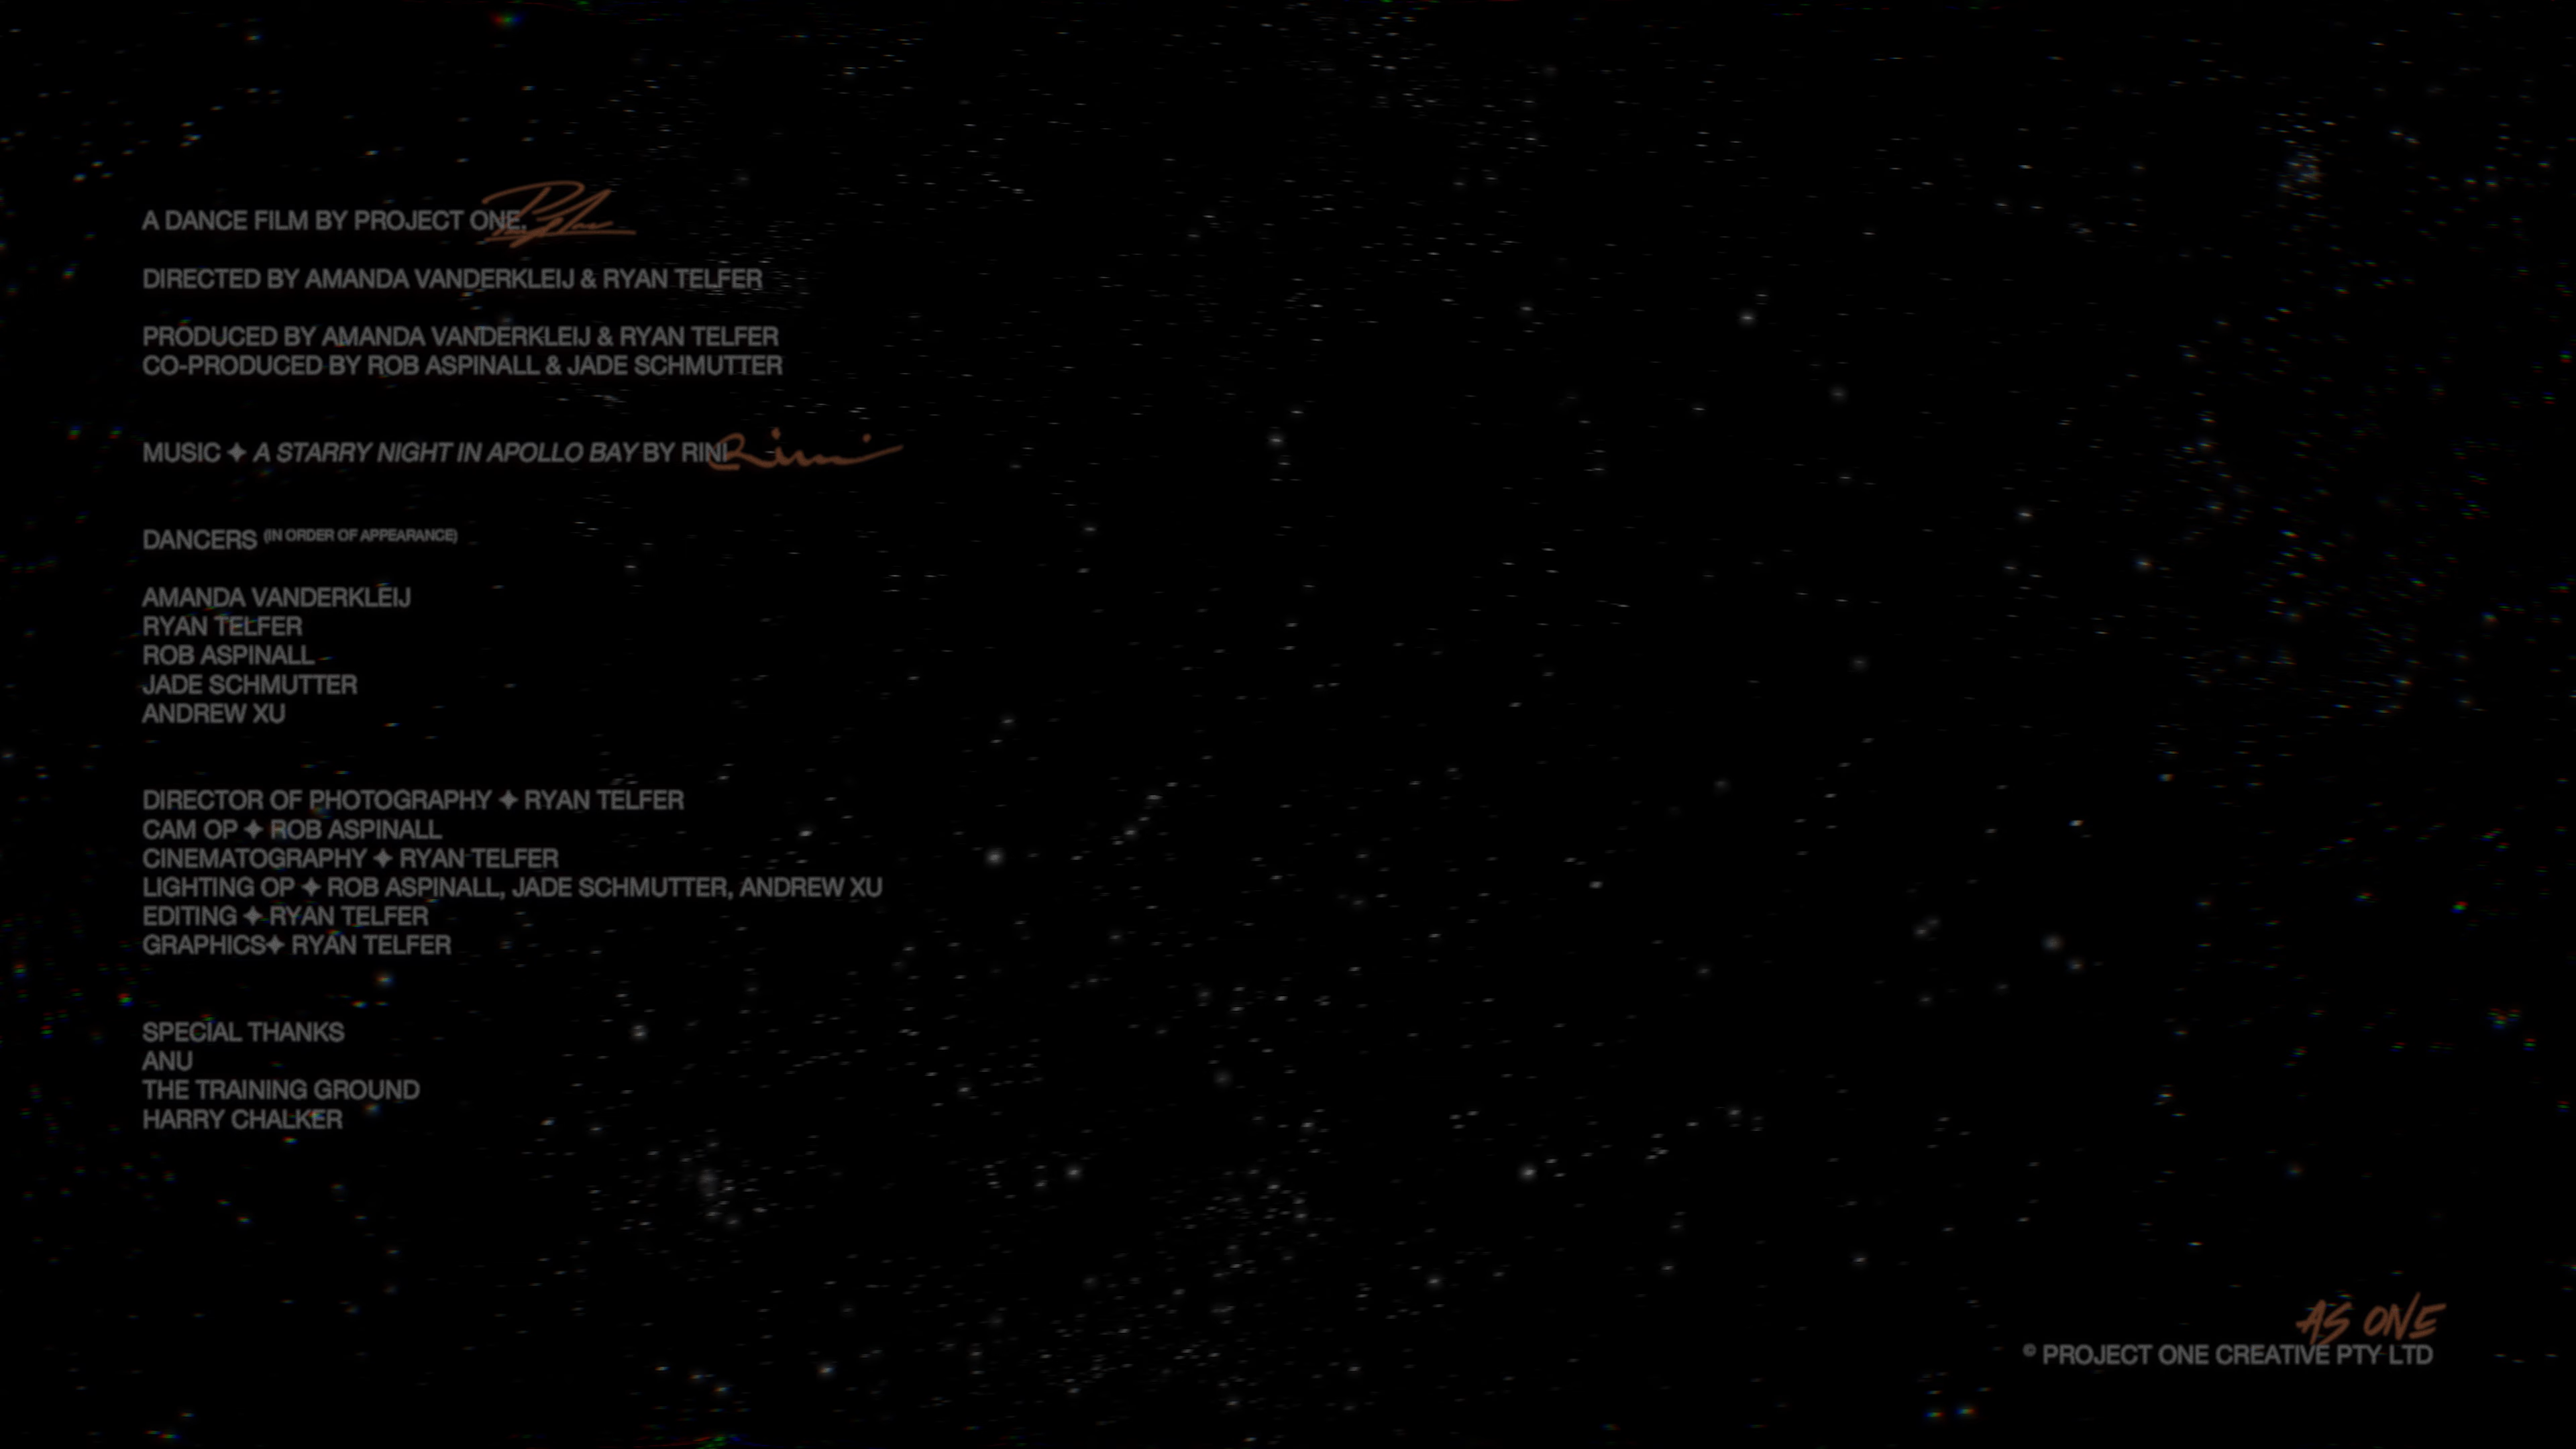 A DANCE FILM BY PROJECT ONE.
DIRECTED BY AMANDA VANDERKLEIJ & RYAN TELFER
PRODUCED BY AMANDA VANDERKLEIJ & RYAN TELFER
CO-PRODUCED BY ROB ASPINALL & JADE SCHMUTTER
MUSIC ✦ A STARRY NIGHT IN APOLLO BAY BY RINI
Rini
DANCERS (IN ORDER OF APPEARANCE)
AMANDA VANDERKLEIJ
RYAN TELFER
ROB ASPINALL
JADE SCHMUTTER
ANDREW XU
DIRECTOR OF PHOTOGRAPHY ✦ RYAN TELFER
CAM OP ✦ ROB ASPINALL
CINEMATOGRAPHY ✦ RYAN TELFER
LIGHTING OP ✦ ROB ASPINALL, JADE SCHMUTTER, ANDREW XU
EDITING ✦ RYAN TELFER
GRAPHICS✦ RYAN TELFER
SPECIAL THANKS
ANU
THE TRAINING GROUND
HARRY CHALKER
AS ONE
© PROJECT ONE CREATIVE PTY LTD